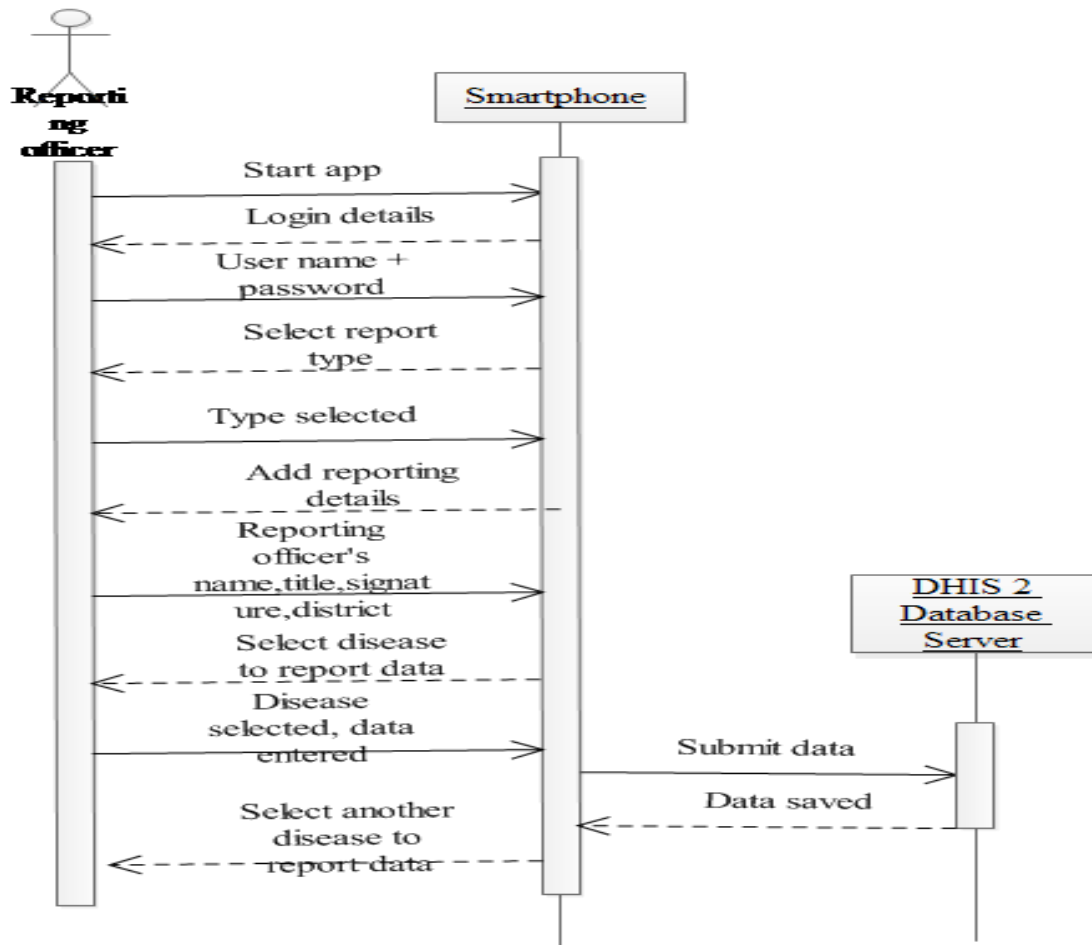 Reporti
ng
officer
Smartphone
Start app
Login details
User name +
password
Select report
type
Type selected
Add reporting
details
Reporting
officer's
name,title,signat
ure,district
DHIS 2
Database
Server
Select disease
to report data
Disease
selected, data
entered
Submit data
Data saved
Select another
disease to
report data